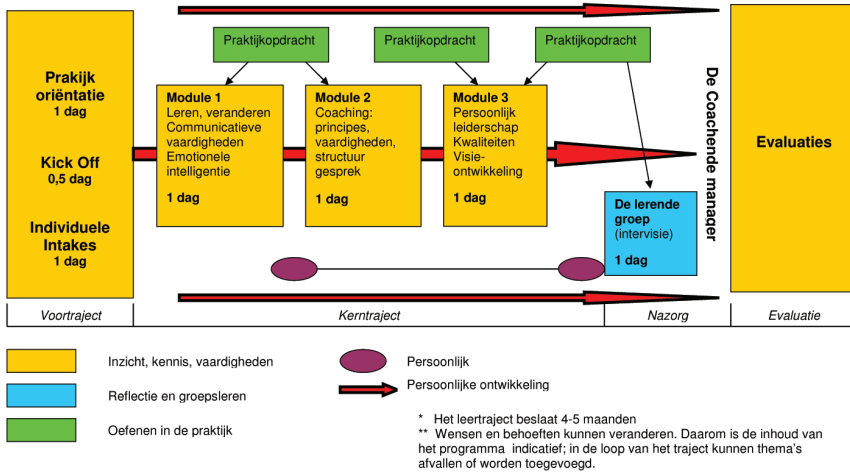 Praktijkopdracht
Praktijkopdracht
Praktijkopdracht
Prakijk
oriëntatie
1 dag
Kick Off
0,5 dag
Individuele
Intakes
1 dag
Module 1
Leren, veranderen
Communicatieve
vaardigheden
Emotionele
intelligentie
1 dag
Module 2
Coaching:
principes,
vaardigheden,
structuur
gesprek
1 dag
Module 3
Persoonlijk
leiderschap
Kwaliteiten
Visie-
ontwikkeling
1 dag
De lerende
groep
(intervisie)
1 dag
De Coachende manager
Evaluaties
Voortraject
Kerntraject
Nazorg
Evaluatie
Inzicht, kennis, vaardigheden
Reflectie en groepsleren
Oefenen in de praktijk
Persoonlijk
Persoonlijke ontwikkeling
* Het leertraject beslaat 4-5 maanden
** Wensen en behoeften kunnen veranderen. Daarom is de inhoud van
het programma indicatief; in de loop van het traject kunnen thema's
afvallen of worden toegevoegd.